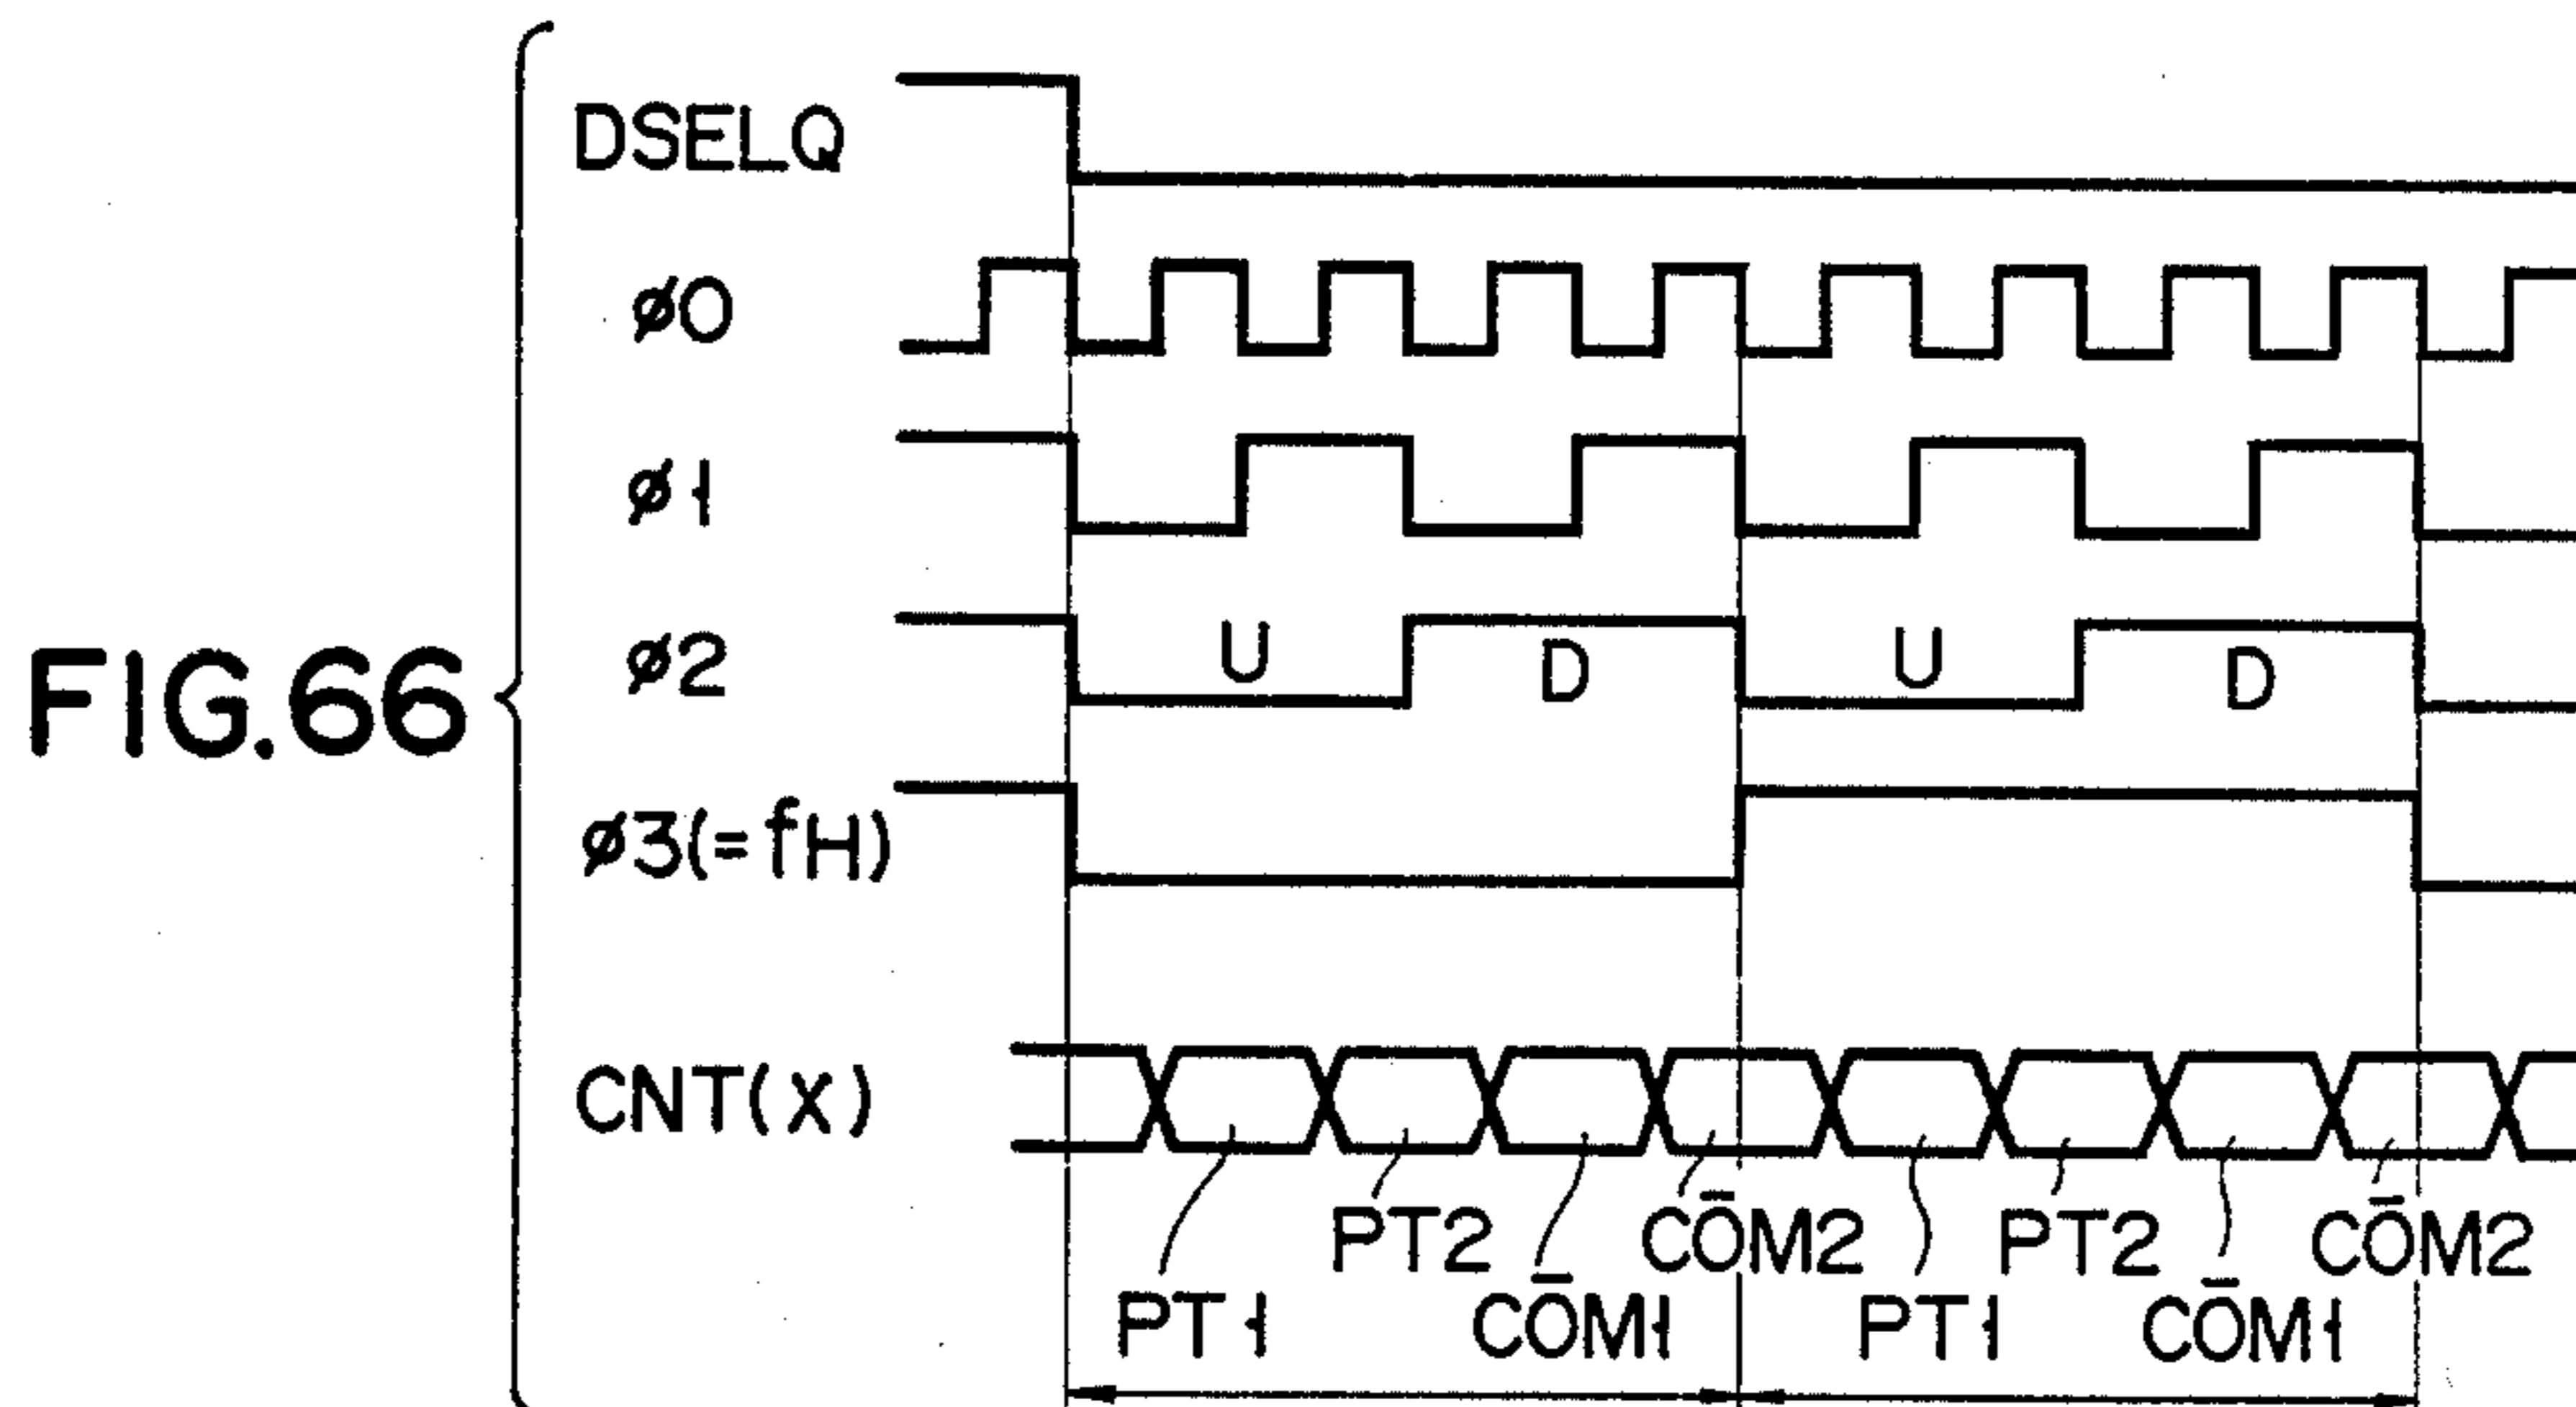 FIG.66
DSELQ
ø0
ø1
ø2 U D U D
ø3(=fH)
CNT(X)
PT2 CŌM2 PT2 CŌM2
PT1 CŌM1 PT1 CŌM1